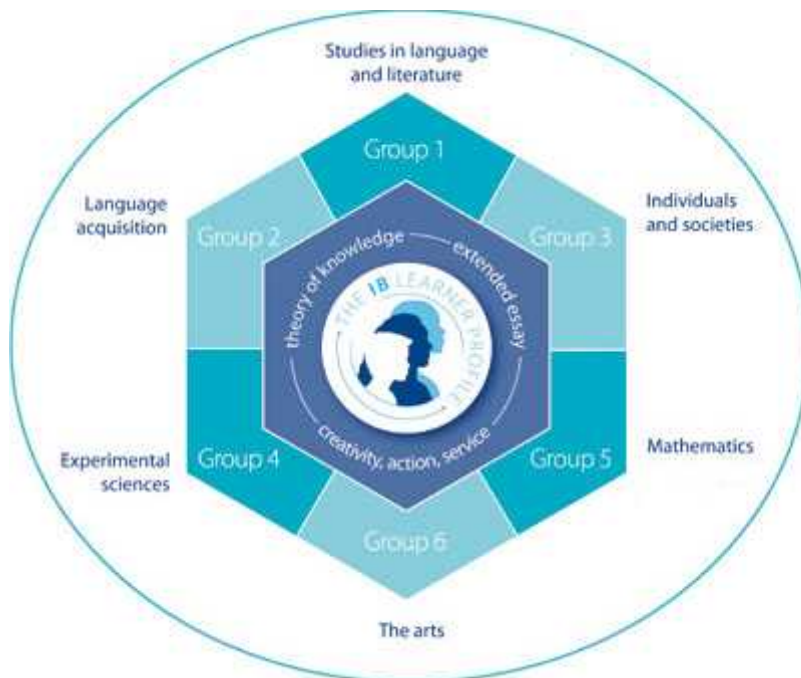 Studies in language
and literature
Group 1
Language
acquisition
Group 2
Group 3
Individuals
and societies
theory of knowledge
extended essay
THE IB LEARNER PROFILE
creativity, action, service
Experimental
sciences
Group 4
Group 5
Mathematics
Group 6
The arts